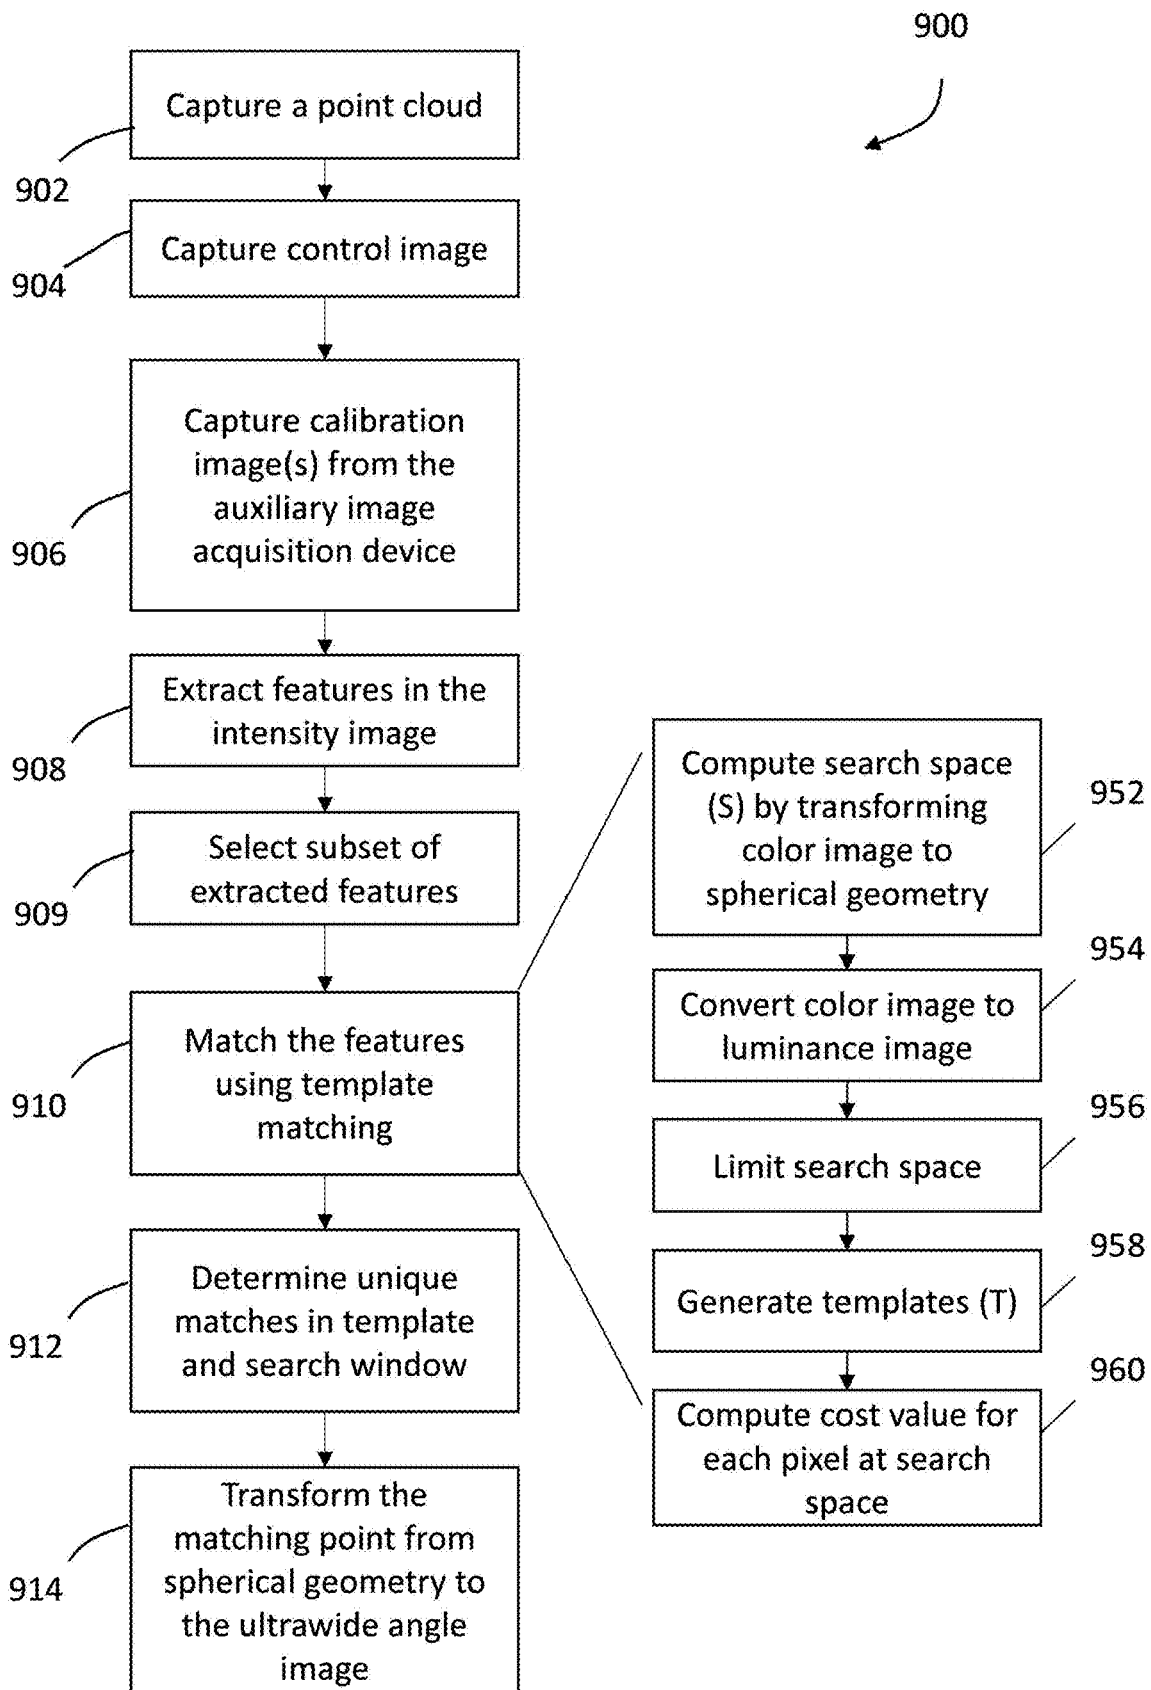 900
Capture a point cloud
902
Capture control image
904
Capture calibration
image(s) from the
auxiliary image
acquisition device
906
Extract features in the
intensity image
908
Select subset of
extracted features
909
Match the features
using template
matching
910
Determine unique
matches in template
and search window
912
Transform the
matching point from
spherical geometry to
the ultrawide angle
image
914
Compute search space
(S) by transforming
color image to
spherical geometry
952
Convert color image to
luminance image
954
Limit search space
956
Generate templates (T)
958
Compute cost value for
each pixel at search
space
960